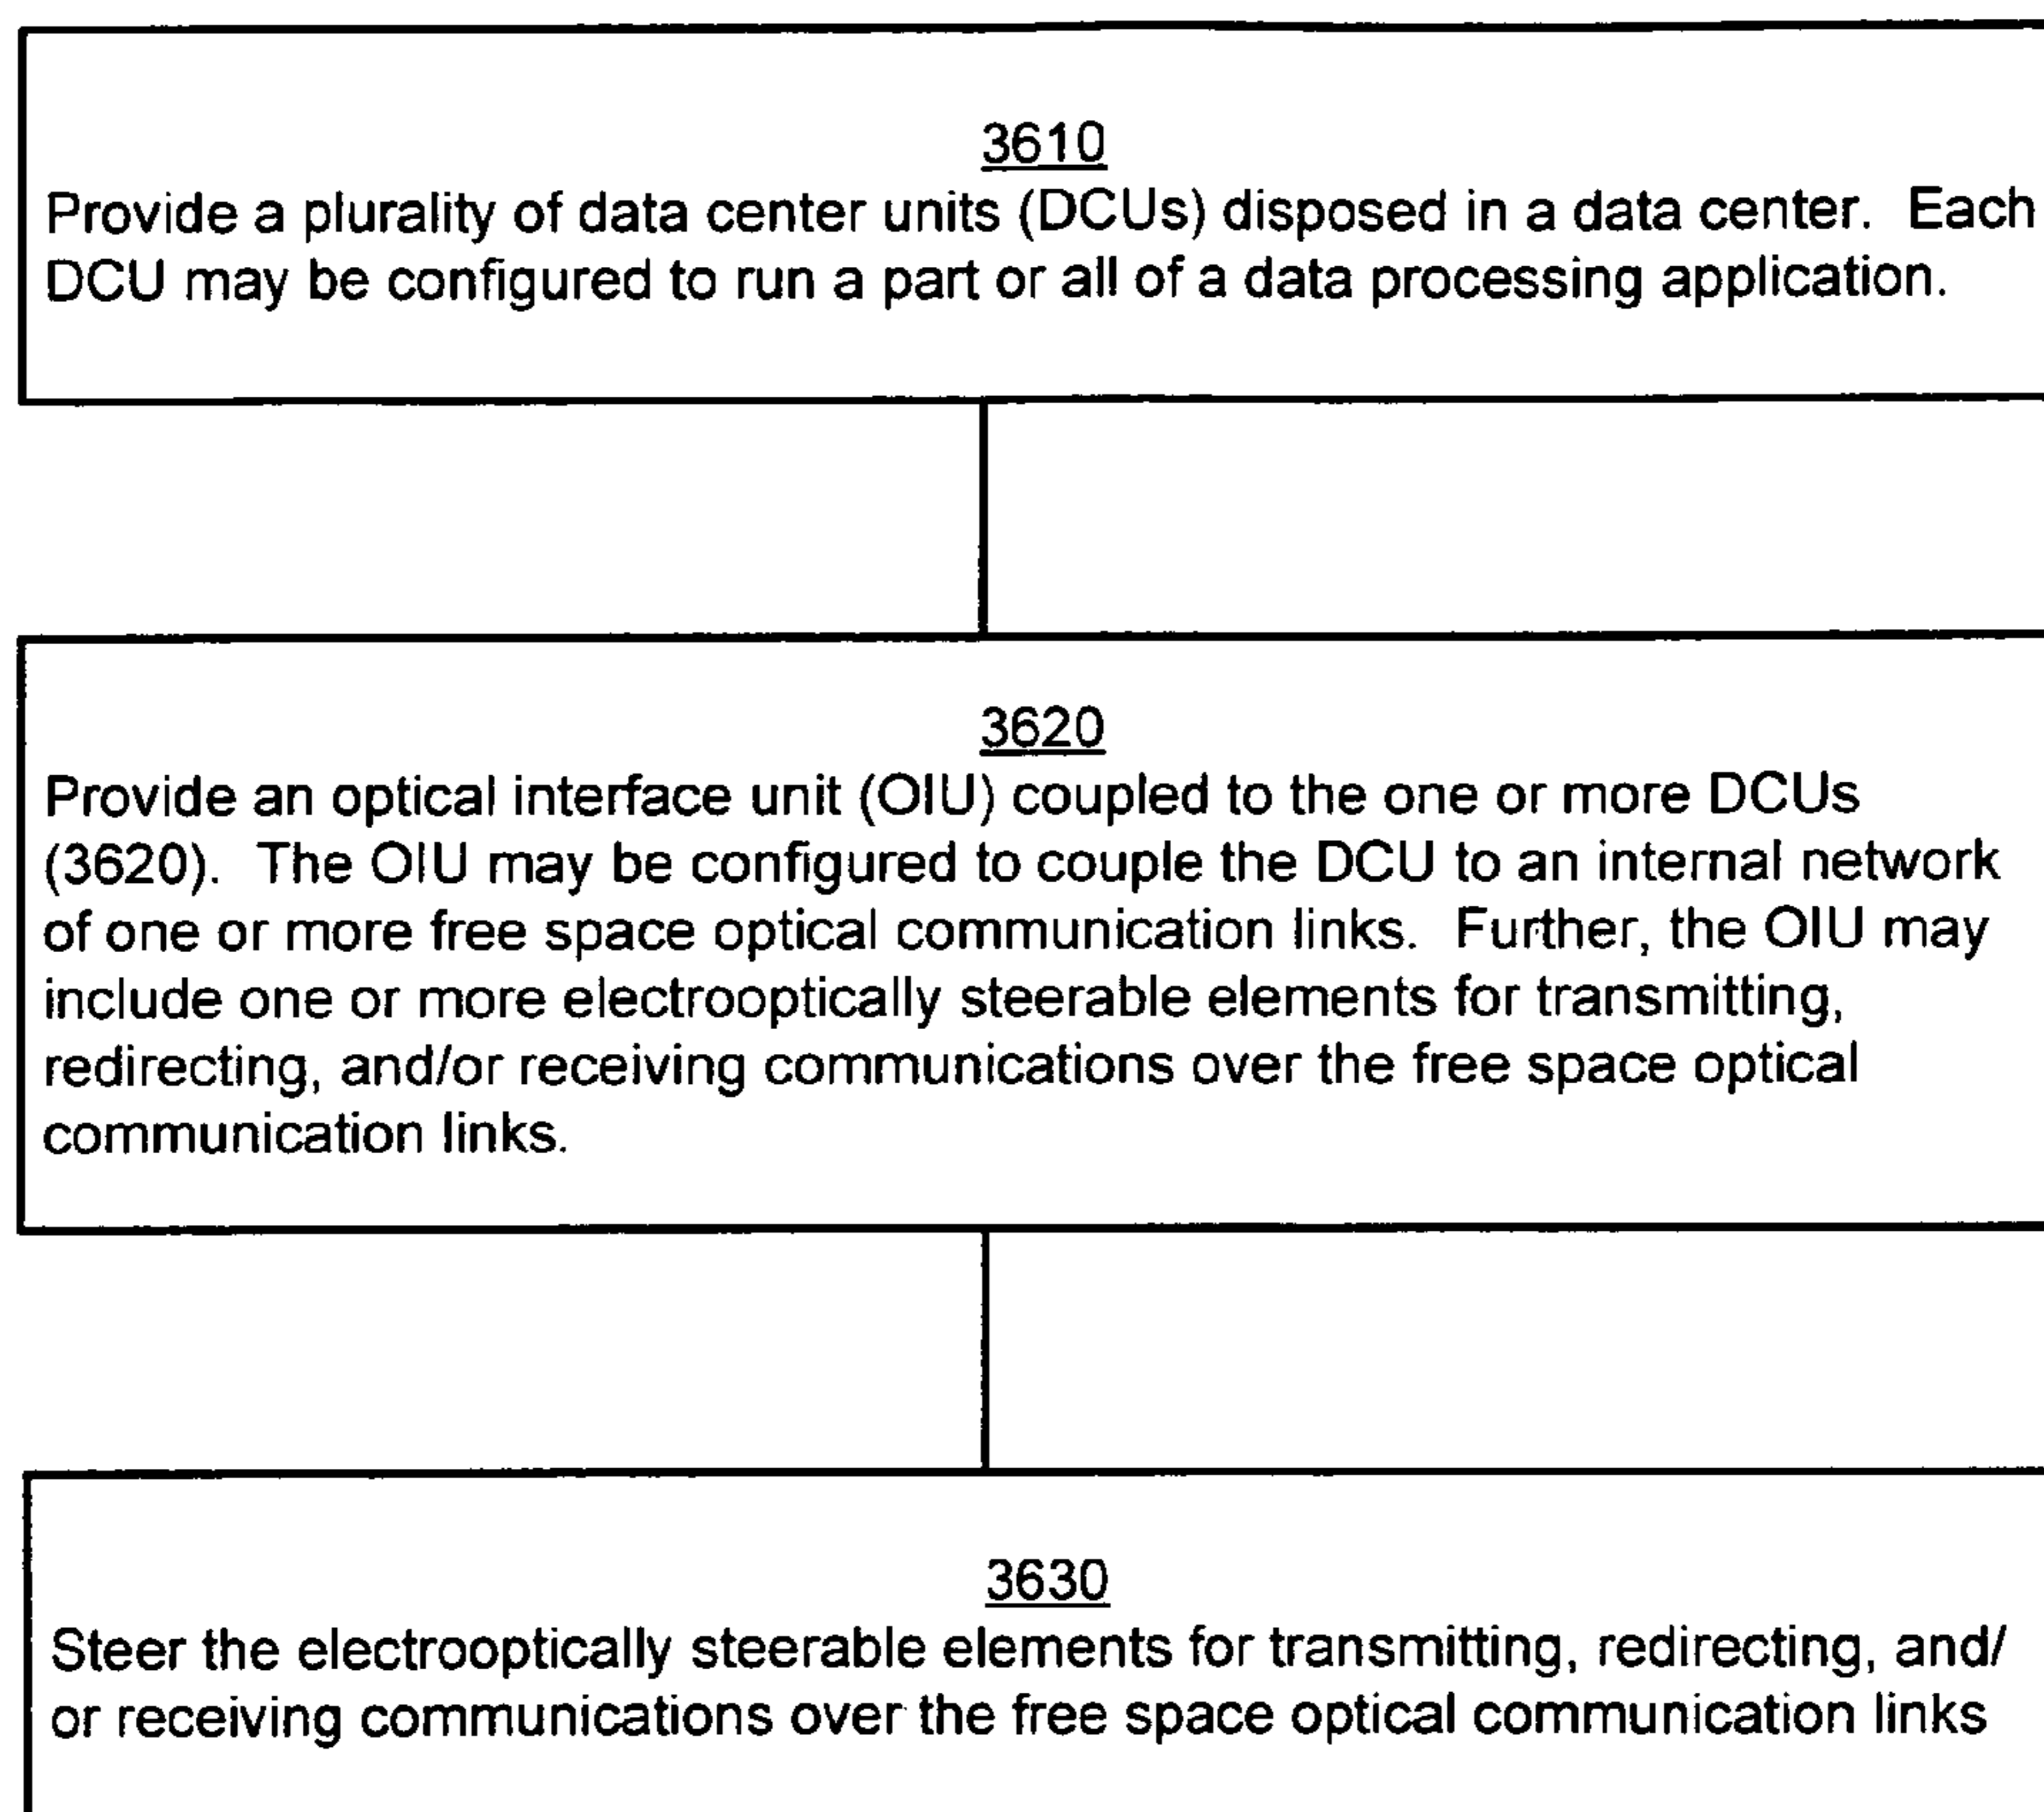 3610
Provide a plurality of data center units (DCUs) disposed in a data center. Each
DCU may be configured to run a part or all of a data processing application.
3620
Provide an optical interface unit (OIU) coupled to the one or more DCUs
(3620). The OIU may be configured to couple the DCU to an internal network
of one or more free space optical communication links. Further, the OIU may
include one or more electrooptically steerable elements for transmitting,
redirecting, and/or receiving communications over the free space optical
communication links.
3630
Steer the electrooptically steerable elements for transmitting, redirecting, and/
or receiving communications over the free space optical communication links